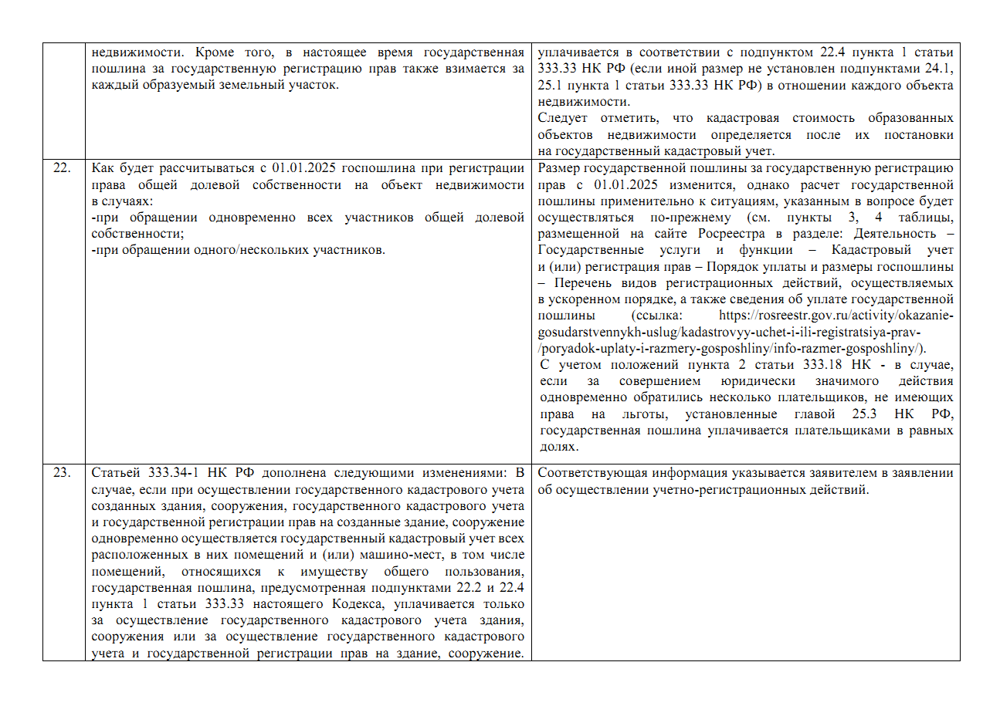 недвижимости. Кроме того, в настоящее время государственная
пошлина за государственную регистрацию прав также взимается за
каждый образуемый земельный участок.
уплачивается в соответствии с подпунктом 22.4 пункта 1 статьи
333.33 НК РФ (если иной размер не установлен подпунктами 24.1,
25.1 пункта 1 статьи 333.33 НК РФ) в отношении каждого объекта
недвижимости.
Следует отметить, что кадастровая стоимость образованных
объектов недвижимости определяется после их постановки
на государственный кадастровый учет.
22.
Как будет рассчитываться с 01.01.2025 госпошлина при регистрации
права общей долевой собственности на объект недвижимости
в случаях:
-при обращении одновременно всех участников общей долевой
собственности;
-при обращении одного/нескольких участников.
Размер государственной пошлины за государственную регистрацию
прав с 01.01.2025 изменится, однако расчет государственной
пошлины применительно к ситуациям, указанным в вопросе будет
осуществляться по-прежнему (см. пункты 3, 4 таблицы,
размещенной на сайте Росреестра в разделе: Деятельность –
Государственные услуги и функции – Кадастровый учет
и (или) регистрация прав – Порядок уплаты и размеры госпошлины
– Перечень видов регистрационных действий, осуществляемых
в ускоренном порядке, а также сведения об уплате государственной
пошлины (ссылка: https://rosreestr.gov.ru/activity/okazanie-
gosudarstvennykh-uslug/kadastrovyy-uchet-i-ili-registratsiya-prav-
/poryadok-uplaty-i-razmery-gosposhliny/info-razmer-gosposhliny/).
С учетом положений пункта 2 статьи 333.18 НК - в случае,
если за совершением юридически значимого действия
одновременно обратились несколько плательщиков, не имеющих
права на льготы, установленные главой 25.3 НК РФ,
государственная пошлина уплачивается плательщиками в равных
долях.
23.
Статьей 333.34-1 НК РФ дополнена следующими изменениями: В
случае, если при осуществлении государственного кадастрового учета
созданных здания, сооружения, государственного кадастрового учета
и государственной регистрации прав на созданные здание, сооружение
одновременно осуществляется государственный кадастровый учет всех
расположенных в них помещений и (или) машино-мест, в том числе
помещений, относящихся к имуществу общего пользования,
государственная пошлина, предусмотренная подпунктами 22.2 и 22.4
пункта 1 статьи 333.33 настоящего Кодекса, уплачивается только
за осуществление государственного кадастрового учета здания,
сооружения или за осуществление государственного кадастрового
учета и государственной регистрации прав на здание, сооружение.
Соответствующая информация указывается заявителем в заявлении
об осуществлении учетно-регистрационных действий.